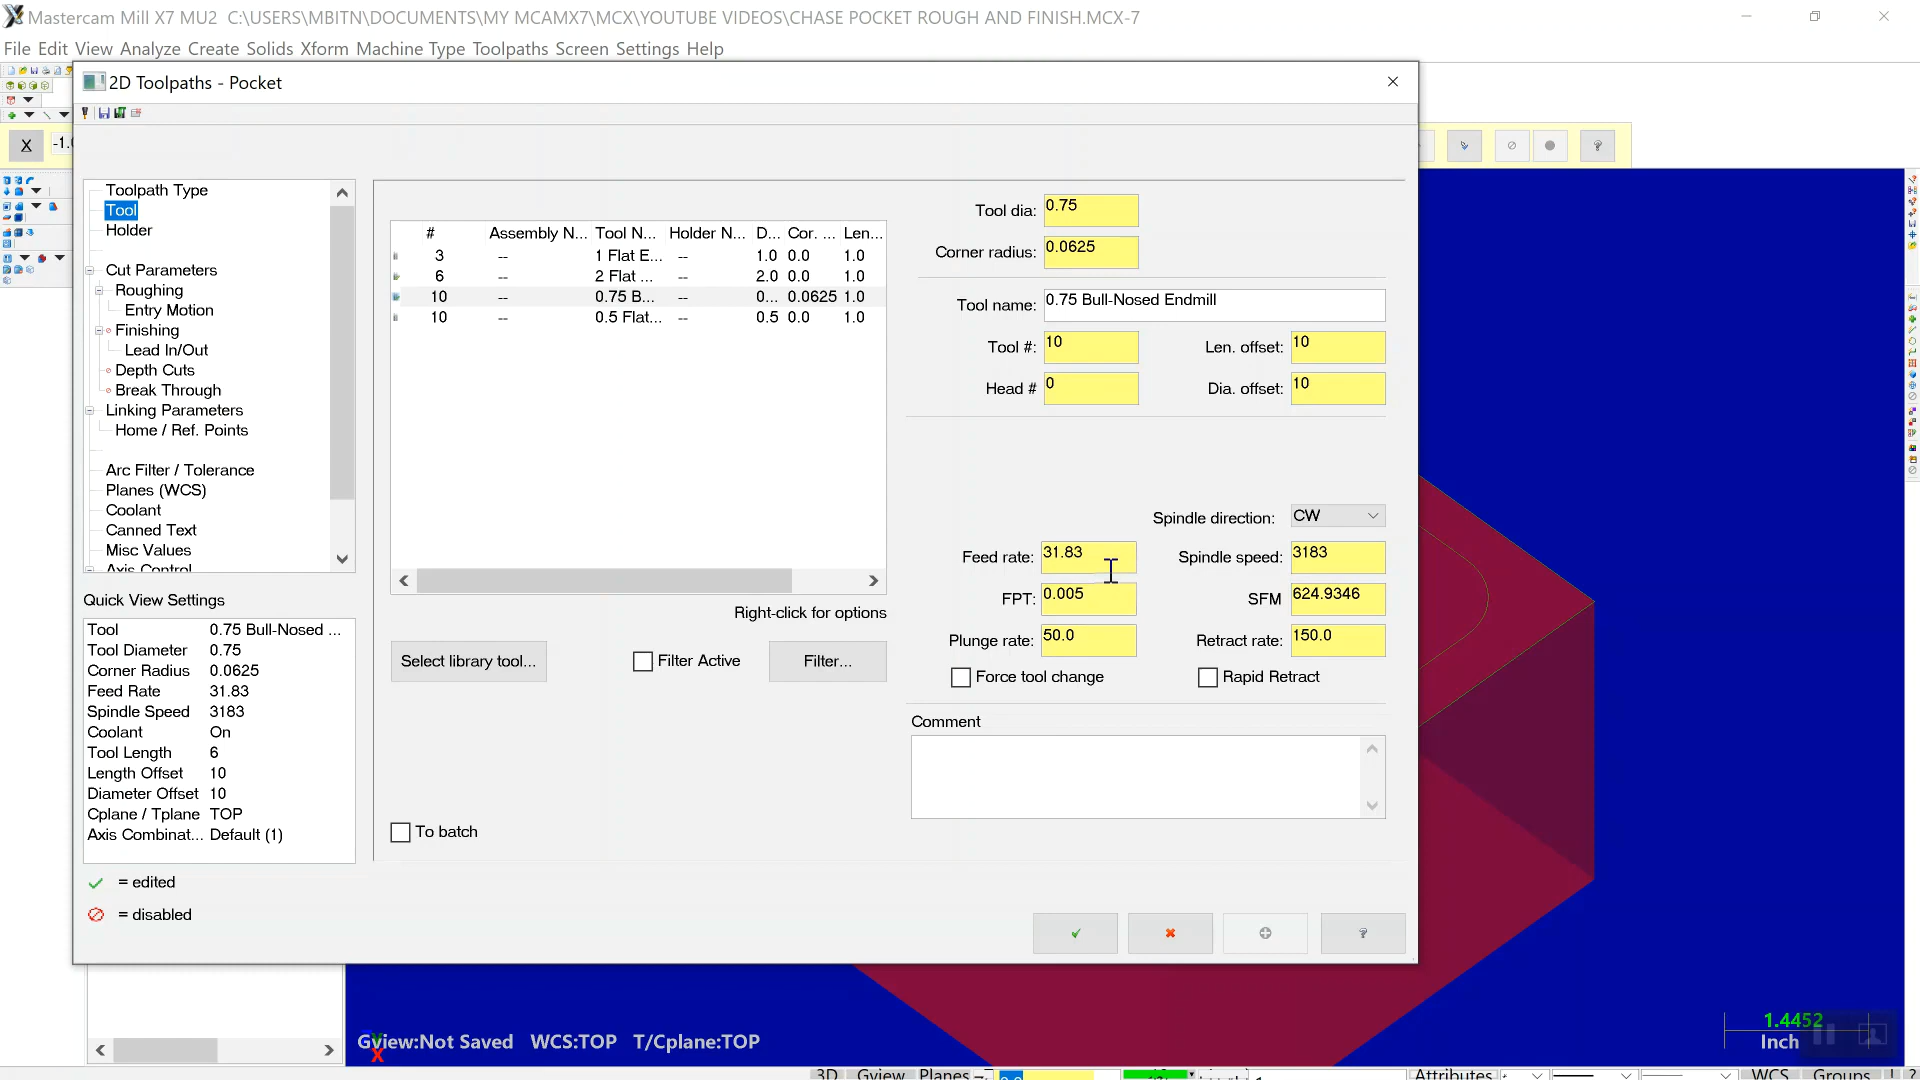 Mastercam Mill X7 MU2  C:\USERS\MBITN\DOCUMENTS\MY MCAMX7\MCX\YOUTUBE VIDEOS\CHASE POCKET ROUGH AND FINISH.MCX-7
File Edit View Analyze Create Solids Xform Machine Type Toolpaths Screen Settings Help
2D Toolpaths - Pocket
X
-1.0
Toolpath Type
Tool
Holder
Cut Parameters
Roughing
Entry Motion
Finishing
Lead In/Out
Depth Cuts
Break Through
Linking Parameters
Home / Ref. Points
Arc Filter / Tolerance
Planes (WCS)
Coolant
Canned Text
Misc Values
Axis Control
# Assembly N... Tool N... Holder N... D... Cor. ... Len...
3 -- 1 Flat E... -- 1.0 0.0 1.0
6 -- 2 Flat ... -- 2.0 0.0 1.0
10 -- 0.75 B... -- 0... 0.0625 1.0
10 -- 0.5 Flat... -- 0.5 0.0 1.0
Right-click for options
Select library tool...
Filter Active
Filter...
To batch
Tool dia: 0.75
Corner radius: 0.0625
Tool name: 0.75 Bull-Nosed Endmill
Tool #: 10 Len. offset: 10
Head # 0 Dia. offset: 10
Spindle direction: CW
Feed rate: 31.83 Spindle speed: 3183
FPT: 0.005 SFM 624.9346
Plunge rate: 50.0 Retract rate: 150.0
Force tool change Rapid Retract
Comment
Quick View Settings
Tool 0.75 Bull-Nosed ...
Tool Diameter 0.75
Corner Radius 0.0625
Feed Rate 31.83
Spindle Speed 3183
Coolant On
Tool Length 6
Length Offset 10
Diameter Offset 10
Cplane / Tplane TOP
Axis Combinat... Default (1)
= edited
= disabled
?
Gview:Not Saved WCS:TOP T/Cplane:TOP
X
1.4452
Inch
3D Gview Planes Attributes WCS Groups ! ?